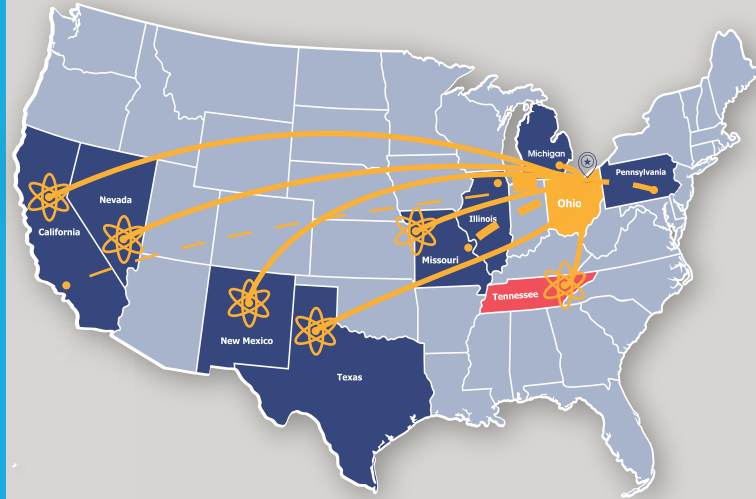 Michigan
Pennsylvania
Nevada
Ohio
Illinois
California
Missouri
Tennessee
New Mexico
Texas